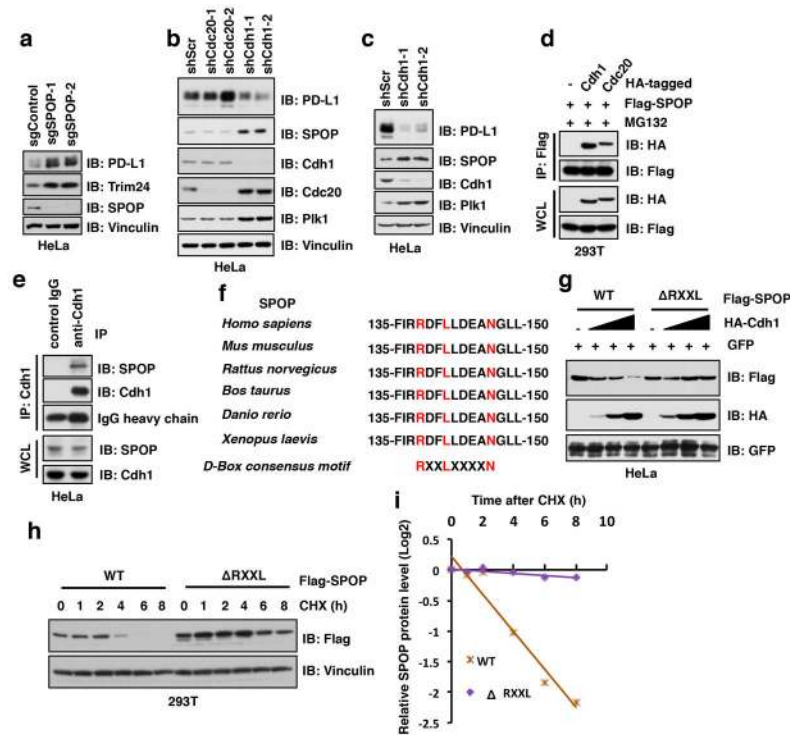 a
sgControl
sgSPOP-1
sgSPOP-2
IB: PD-L1
IB: Trim24
IB: SPOP
IB: Vinculin
HeLa
b
shScr
shCdc20-1
shCdc20-2
shCdh1-1
shCdh1-2
IB: PD-L1
IB: SPOP
IB: Cdh1
IB: Cdc20
IB: Plk1
IB: Vinculin
HeLa
c
shScr
shCdh1-1
shCdh1-2
IB: PD-L1
IB: SPOP
IB: Cdh1
IB: Plk1
IB: Vinculin
HeLa
d
- Cdh1 Cdc20 HA-tagged
+ + + Flag-SPOP
+ + + MG132
IP: Flag
IB: HA
IB: Flag
WCL
IB: HA
IB: Flag
293T
e
control IgG
anti-Cdh1
IP
IP: Cdh1
IB: SPOP
IB: Cdh1
IgG heavy chain
WCL
IB: SPOP
IB: Cdh1
HeLa
f
SPOP
Homo sapiens 135-FIRRDFLLDEANGLL-150
Mus musculus 135-FIRRDFLLDEANGLL-150
Rattus norvegicus 135-FIRRDFLLDEANGLL-150
Bos taurus 135-FIRRDFLLDEANGLL-150
Danio rerio 135-FIRRDFLLDEANGLL-150
Xenopus laevis 135-FIRRDFLLDEANGLL-150
D-Box consensus motif RXXLXXXXN
g
WT ΔRXXL Flag-SPOP
- - HA-Cdh1
+ + + + + + + + GFP
IB: Flag
IB: HA
IB: GFP
HeLa
h
WT ΔRXXL Flag-SPOP
0 1 2 4 6 8 0 1 2 4 6 8 CHX (h)
IB: Flag
IB: Vinculin
293T
i
Time after CHX (h)
0 2 4 6 8 10
Relative SPOP protein level (Log2)
0.5
0
-0.5
-1
-1.5
-2
-2.5
WT
Δ RXXL